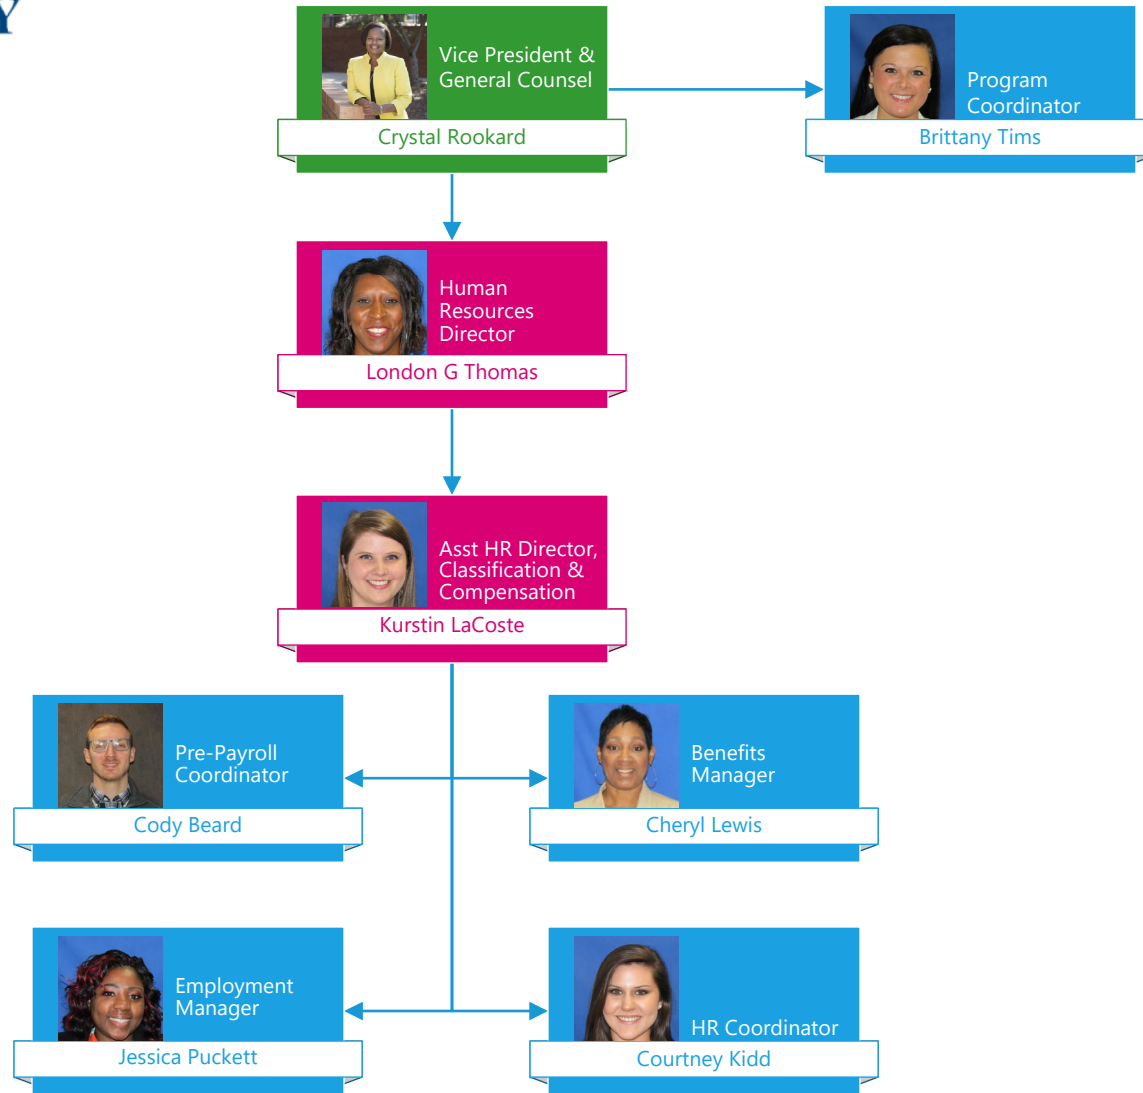 Y
Vice President &
General Counsel
Crystal Rookard
Program
Coordinator
Brittany Tims
Human
Resources
Director
London G Thomas
Asst HR Director,
Classification &
Compensation
Kurstin LaCoste
Pre-Payroll
Coordinator
Cody Beard
Benefits
Manager
Cheryl Lewis
Employment
Manager
Jessica Puckett
HR Coordinator
Courtney Kidd